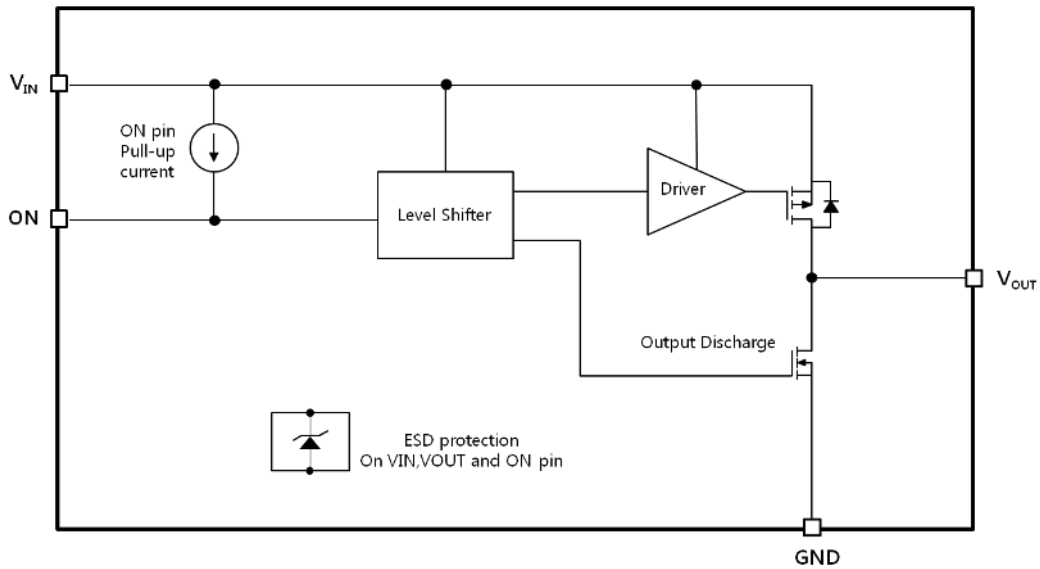 VIN
ON pin
Pull-up
current
ON
Level Shifter
Driver
VOUT
Output Discharge
ESD protection
On VIN,VOUT and ON pin
GND